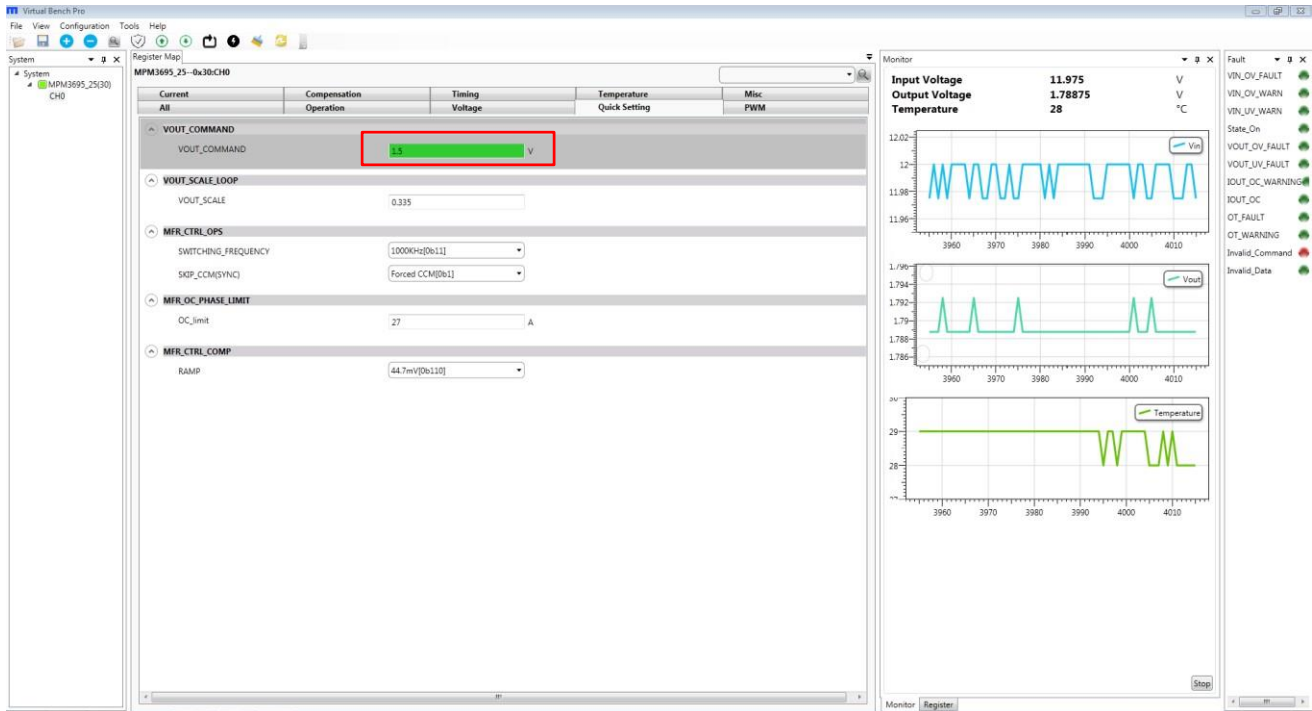 Virtual Bench Pro
File View Configuration Tools Help
System
System
MPM3695_25(30)
CH0
Register Map
MPM3695_25--0x30:CH0
Current Compensation Timing Temperature Misc
All Operation Voltage Quick Setting PWM
VOUT_COMMAND
VOUT_COMMAND 1.5 V
VOUT_SCALE_LOOP
VOUT_SCALE 0.335
MFR_CTRL_OPS
SWITCHING_FREQUENCY 1000KHz[0b11]
SKIP_CCM(SYNC) Forced CCM[0b1]
MFR_OC_PHASE_LIMIT
OC_limit 27 A
MFR_CTRL_COMP
RAMP 44.7mV[0b110]
Monitor
Input Voltage 11.975 V
Output Voltage 1.78875 V
Temperature 28 °C
12.02
12
11.98
11.96
Vin
3960 3970 3980 3990 4000 4010
1.796
1.794
1.792
1.79
1.788
1.786
Vout
3960 3970 3980 3990 4000 4010
30
29
28
Temperature
3960 3970 3980 3990 4000 4010
Stop
Monitor Register
Fault
VIN_OV_FAULT
VIN_OV_WARN
VIN_UV_WARN
State_On
VOUT_OV_FAULT
VOUT_UV_FAULT
IOUT_OC_WARNING
IOUT_OC
OT_FAULT
OT_WARNING
Invalid_Command
Invalid_Data